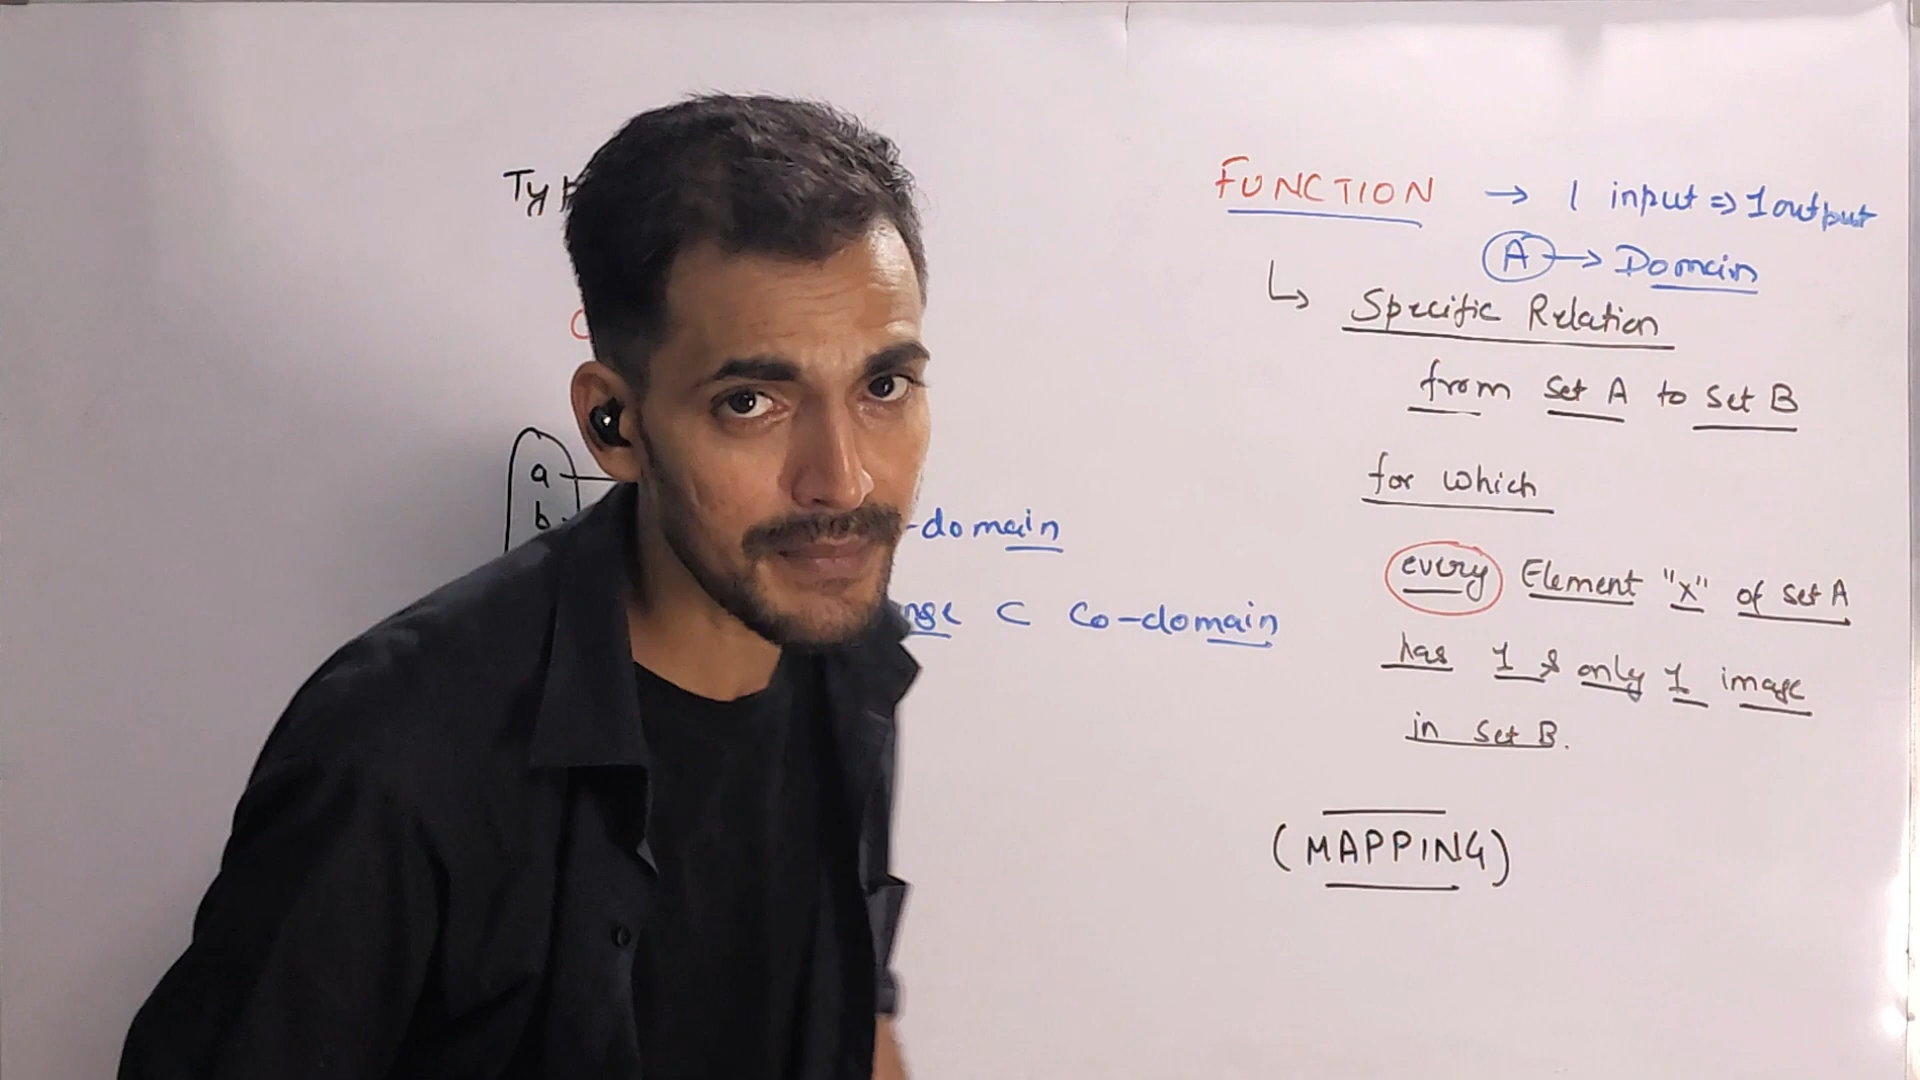 FUNCTION → 1 input ⇒ 1 output
A → Domain
↳ Specific Relation
from set A to set B
for which
every Element "x" of set A
has 1 & only 1 image
in set B.
(MAPPING)
a
b
-domain
⊂ Co-domain